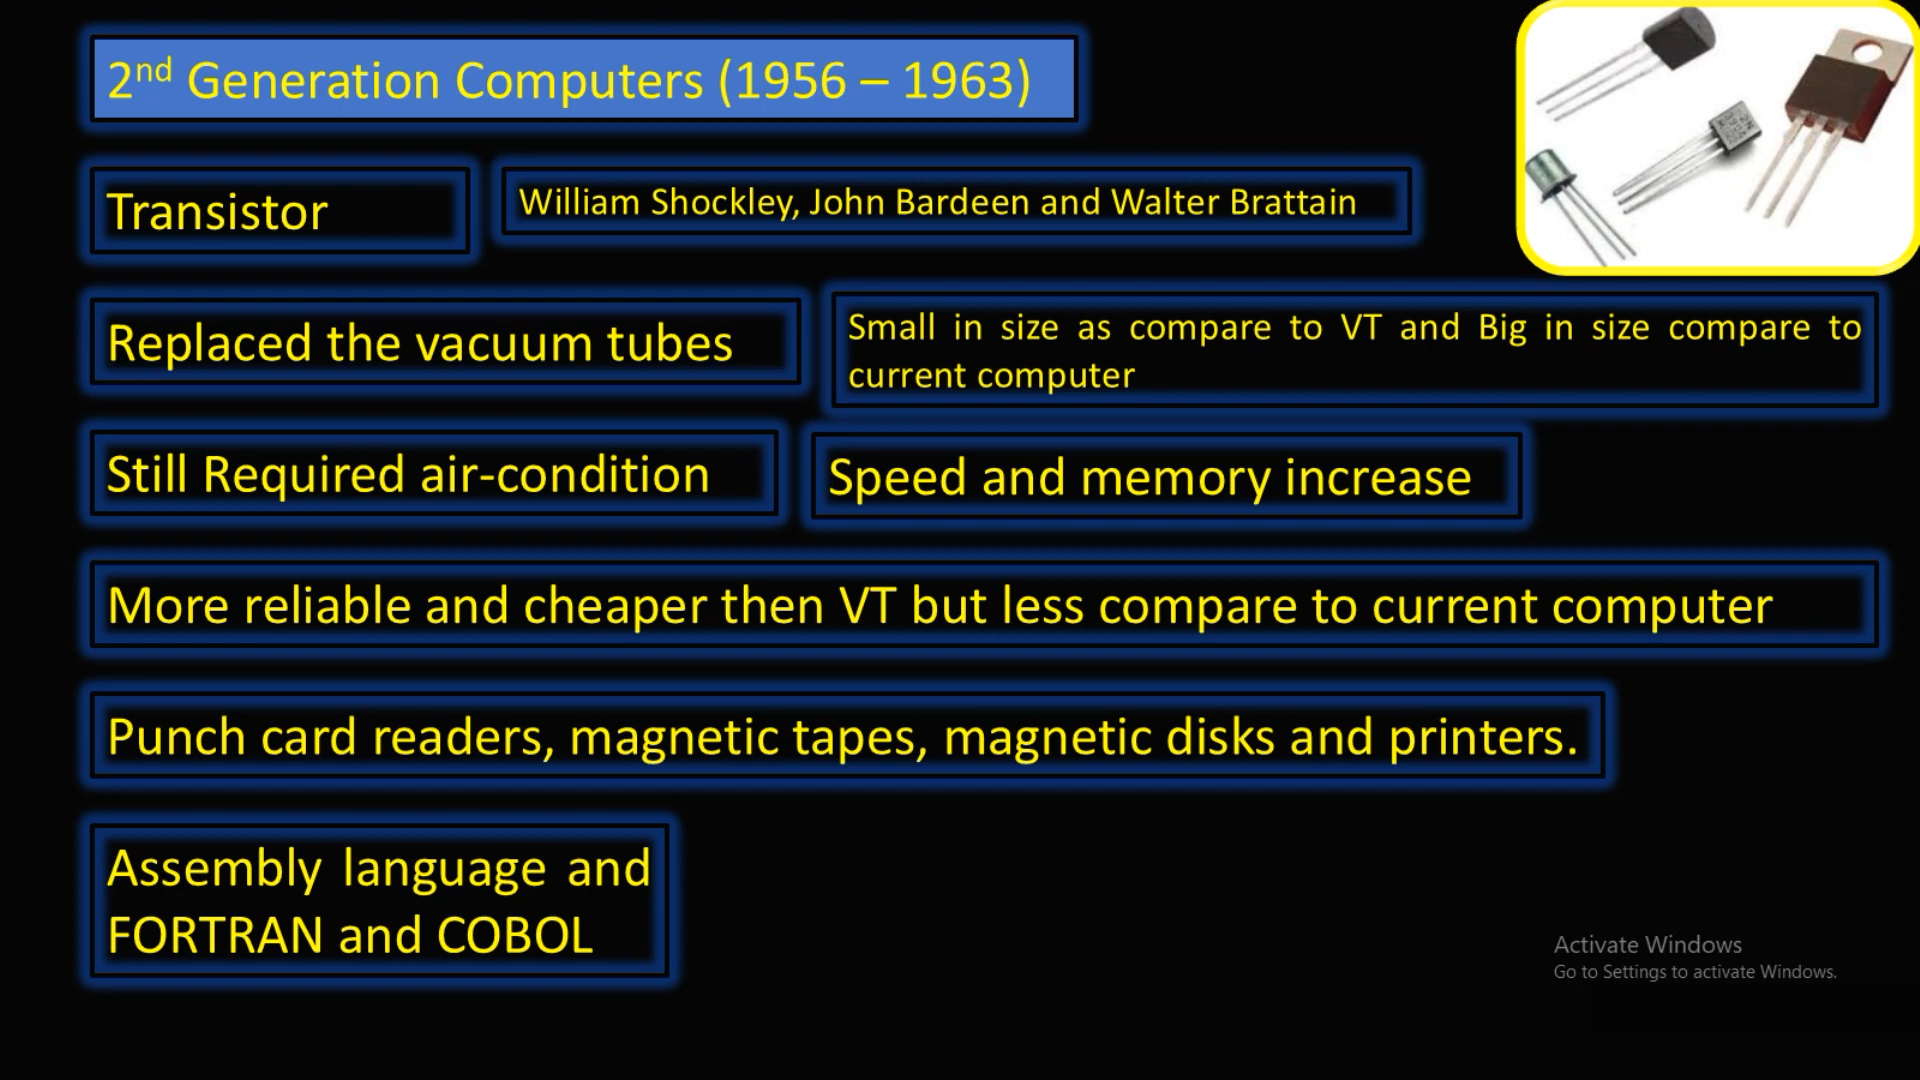 2nd Generation Computers (1956 – 1963)
Transistor
William Shockley, John Bardeen and Walter Brattain
Replaced the vacuum tubes
Small in size as compare to VT and Big in size compare to
current computer
Still Required air-condition
Speed and memory increase
More reliable and cheaper then VT but less compare to current computer
Punch card readers, magnetic tapes, magnetic disks and printers.
Assembly language and
FORTRAN and COBOL
Activate Windows
Go to Settings to activate Windows.